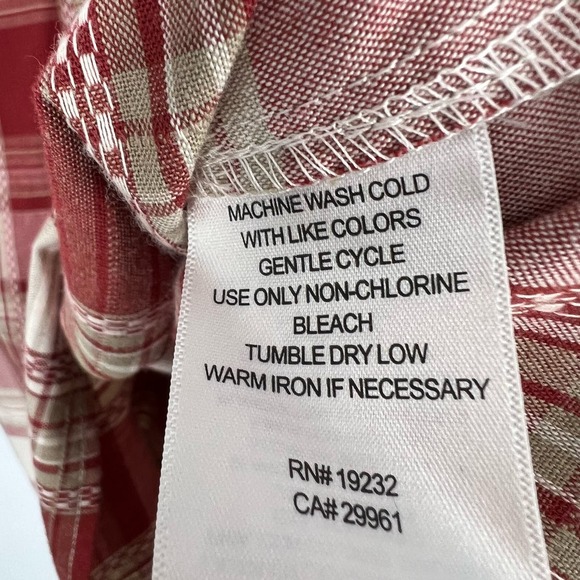 MACHINE WASH COLD
WITH LIKE COLORS
GENTLE CYCLE
USE ONLY NON-CHLORINE
BLEACH
TUMBLE DRY LOW
WARM IRON IF NECESSARY
RN# 19232
CA# 29961